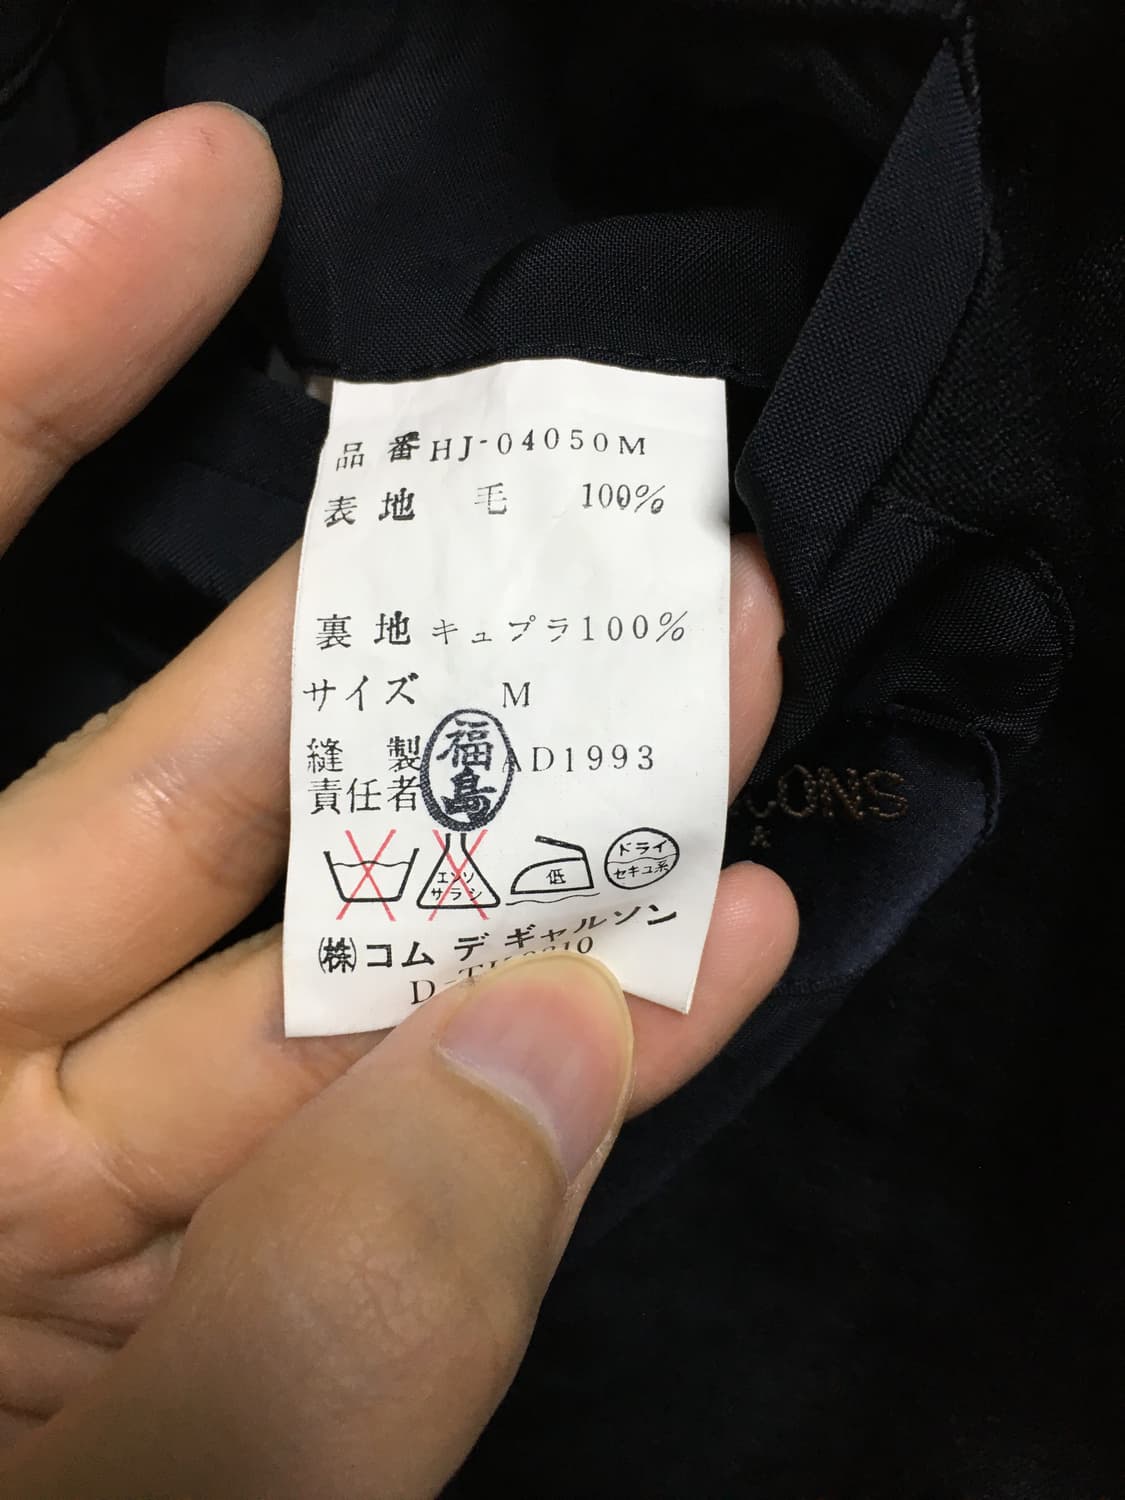 品番 HJ-04050M
表地 毛 100%
裏地 キュプラ100%
サイズ M
縫製 福島 AD1993
責任者
エンソ
サラシ
低
ドライ
セキユ系
㈱コム デ ギャルソン